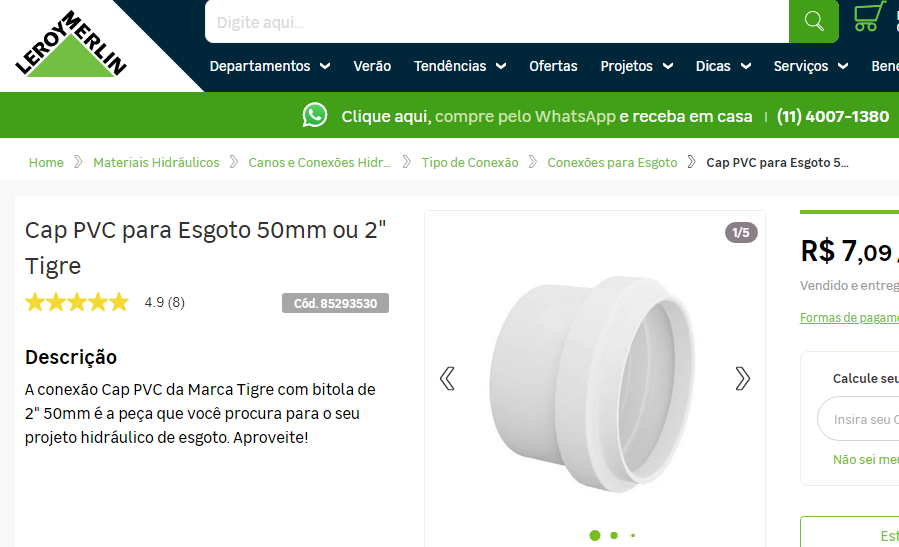 LEROY MERLIN
Digite aqui...
Departamentos Verão Tendências Ofertas Projetos Dicas Serviços
Clique aqui, compre pelo WhatsApp e receba em casa | (11) 4007-1380
Home Materiais Hidráulicos Canos e Conexões Hidr... Tipo de Conexão Conexões para Esgoto Cap PVC para Esgoto 5...
Cap PVC para Esgoto 50mm ou 2"
Tigre
4.9 (8)
Cód. 85293530
Descrição
A conexão Cap PVC da Marca Tigre com bitola de
2" 50mm é a peça que você procura para o seu
projeto hidráulico de esgoto. Aproveite!
1/5
R$ 7,09 /
Vendido e entreg
Formas de pagame
Calcule seu
Insira seu C
Não sei meu
Est